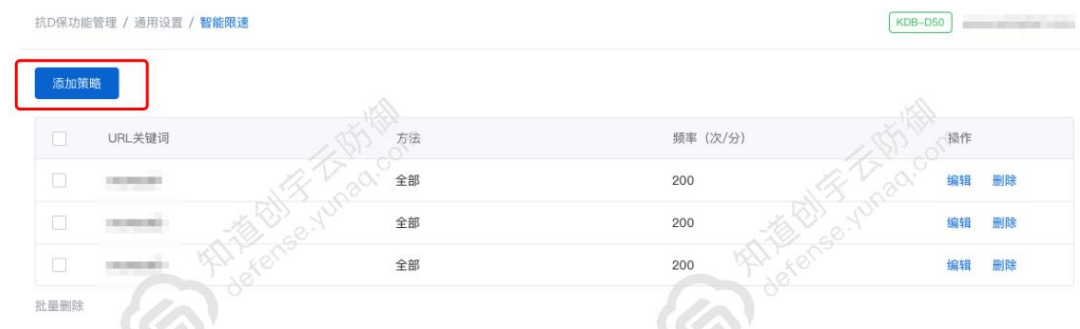 抗D保功能管理 / 通用设置 / 智能限速 KDB-D50
添加策略
URL关键词 方法 频率（次/分） 操作
全部 200 编辑 删除
全部 200 编辑 删除
全部 200 编辑 删除
批量删除
知道创宇云防御
defense.yunaq.com
知道创宇云防御
defense.yunaq.com